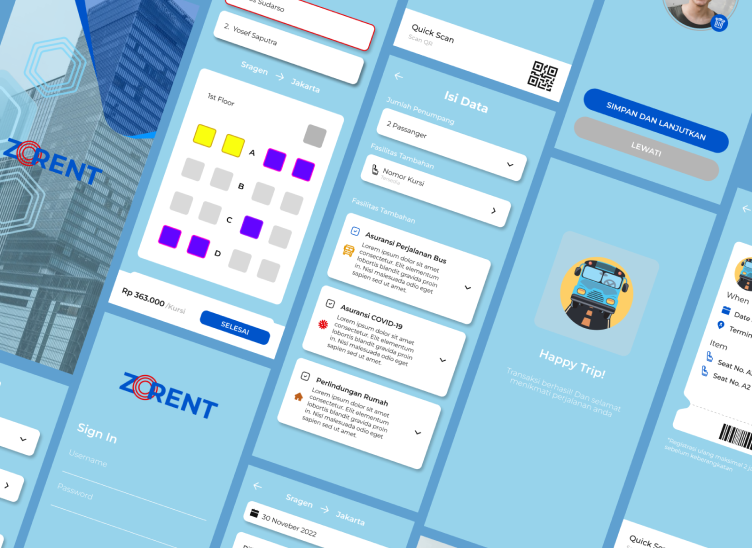 ZORENT
us Sudarso
2. Yosef Saputra
Sragen → Jakarta
1st Floor
A
B
C
D
Rp 363.000 /Kursi
SELESAI
ZORENT
Sign In
Username
Password
Quick Scan
Scan QR
Isi Data
Jumlah Penumpang
2 Passanger
Fasilitas Tambahan
Nomor Kursi
Fasilitas Tambahan
Asuransi Perjalanan Bus
Lorem ipsum dolor sit amet
consectetur. Elit elementum
lobortis blandit gravida proin
in. Nisi malesuada odio eget
sapien sed ut amet.
Asuransi COVID-19
Lorem ipsum dolor sit amet
consectetur. Elit elementum
lobortis blandit gravida proin
in. Nisi malesuada odio eget
sapien sed ut amet.
Perlindungan Rumah
Lorem ipsum dolor sit amet
consectetur. Elit elementum
lobortis blandit gravida proin
in. Nisi malesuada odio eget
sapien sed ut amet.
Sragen → Jakarta
30 Noveber 2022
SIMPAN DAN LANJUTKAN
LEWATI
Happy Trip!
Transaksi berhasil! Dan selamat
menikmati perjalanan anda
When
Date
Termin
Item
Seat No. A
Seat No. A2
sebelum keberangkatan
Quick Sc